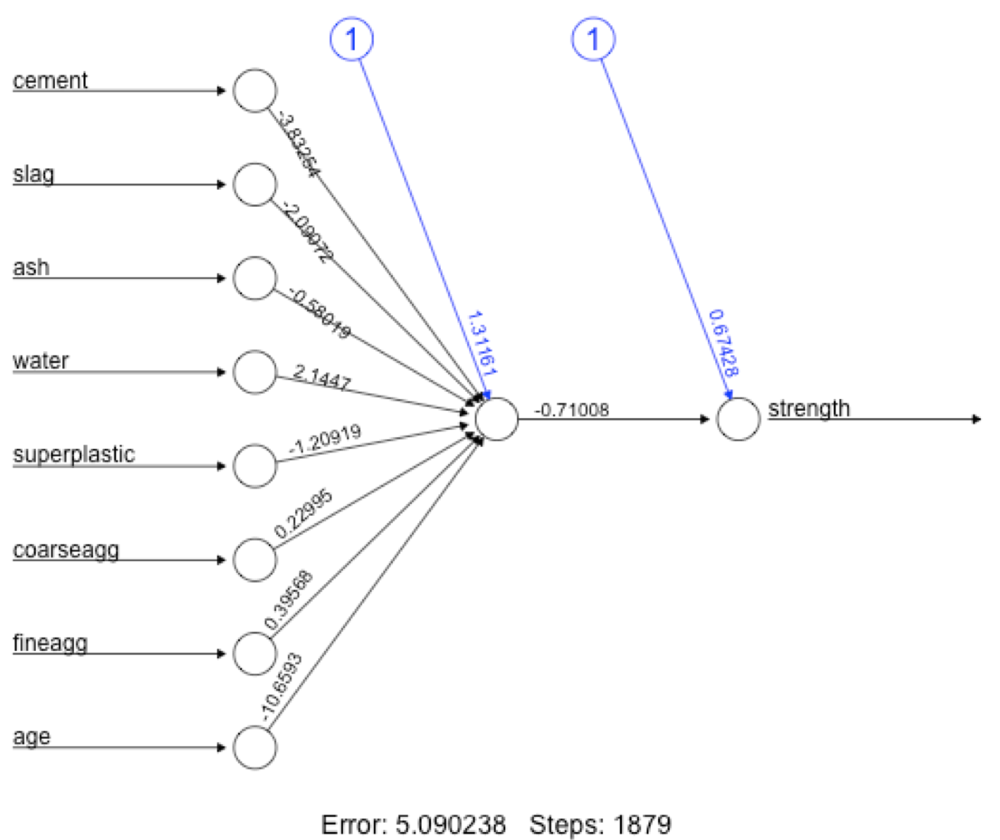 1
1
cement
-3.83254
slag
-2.09072
ash
-0.58019
1.31161
0.67428
water
2.1447
-0.71008
strength
superplastic
-1.20919
coarseagg
0.22995
fineagg
0.39568
age
-10.6593
Error: 5.090238 Steps: 1879